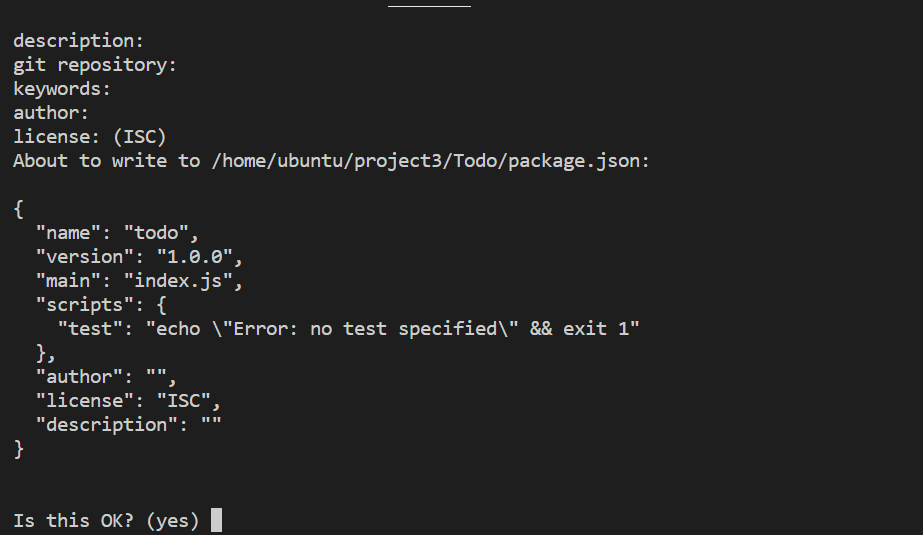 description:
git repository:
keywords:
author:
license: (ISC)
About to write to /home/ubuntu/project3/Todo/package.json:

{
  "name": "todo",
  "version": "1.0.0",
  "main": "index.js",
  "scripts": {
    "test": "echo \"Error: no test specified\" && exit 1"
  },
  "author": "",
  "license": "ISC",
  "description": ""
}

Is this OK? (yes)